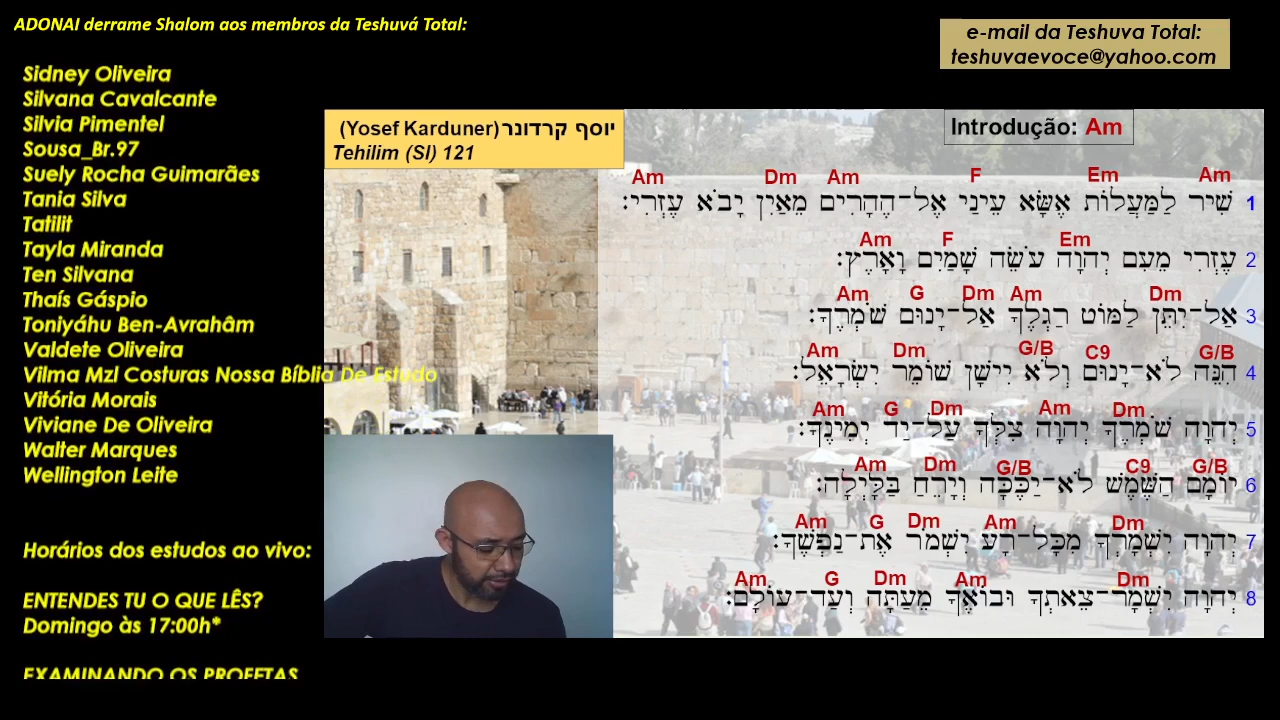 ADONAI derrame Shalom aos membros da Teshuvá Total:
Sidney Oliveira
Silvana Cavalcante
Silvia Pimentel
Sousa_Br.97
Suely Rocha Guimarães
Tania Silva
Tatilit
Tayla Miranda
Ten Silvana
Thaís Gáspio
Toniyáhu Ben-Avrahâm
Valdete Oliveira
Vilma Mzl Costuras Nossa Bíblia De Estudo
Vitória Morais
Viviane De Oliveira
Walter Marques
Wellington Leite
Horários dos estudos ao vivo:
ENTENDES TU O QUE LÊS?
Domingo às 17:00h*
EXAMINANDO OS PROFETAS
e-mail da Teshuva Total:
teshuvaevoce@yahoo.com
(Yosef Karduner) יוסף קרדונר
Tehilim (Sl) 121
Introdução: Am
Am Dm Am F Em Am
1 שִׁיר לַמַּעֲלוֹת אֶשָּׂא עֵינַי אֶל־הֶהָרִים מֵאַיִן יָבֹא עֶזְרִי׃
Am F Em
2 עֶזְרִי מֵעִם יְהוָה עֹשֵׂה שָׁמַיִם וָאָרֶץ׃
Am G Dm Am Dm
3 אַל־יִתֵּן לַמּוֹט רַגְלֶךָ אַל־יָנוּם שֹׁמְרֶךָ׃
Am Dm G/B C9 G/B
4 הִנֵּה לֹא־יָנוּם וְלֹא יִישָׁן שׁוֹמֵר יִשְׂרָאֵל׃
Am G Dm Am Dm
5 יְהוָה שֹׁמְרֶךָ יְהוָה צִלְּךָ עַל־יַד יְמִינֶךָ׃
Am Dm G/B C9 G/B
6 יוֹמָם הַשֶּׁמֶשׁ לֹא־יַכֶּכָּה וְיָרֵחַ בַּלָּיְלָה׃
Am G Dm Am Dm
7 יְהוָה יִשְׁמָרְךָ מִכָּל־רָע יִשְׁמֹר אֶת־נַפְשֶׁךָ׃
Am G Dm Am Dm
8 יְהוָה יִשְׁמָר־צֵאתְךָ וּבוֹאֶךָ מֵעַתָּה וְעַד־עוֹלָם׃